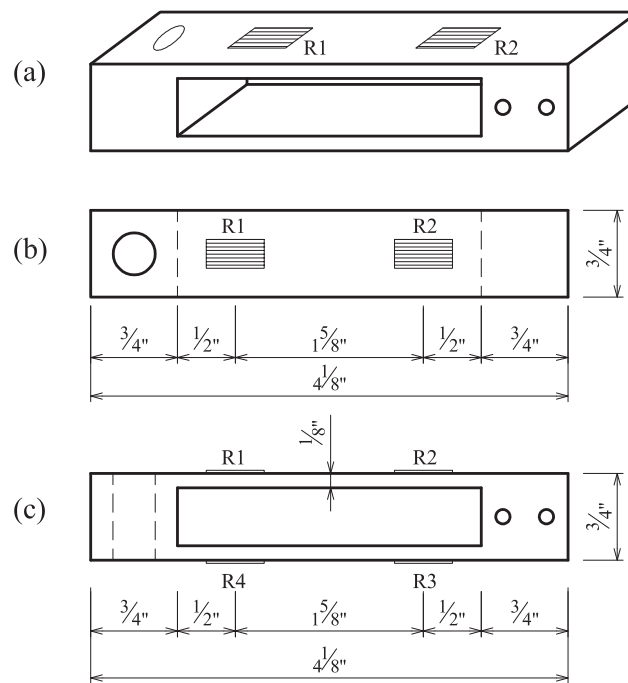 (a)
R1
R2
(b)
R1
R2
3/4"
3/4" 1/2" 1 5/8" 1/2" 3/4"
4 1/8"
1/8"
(c)
R1
R2
3/4"
R4
R3
3/4" 1/2" 1 5/8" 1/2" 3/4"
4 1/8"